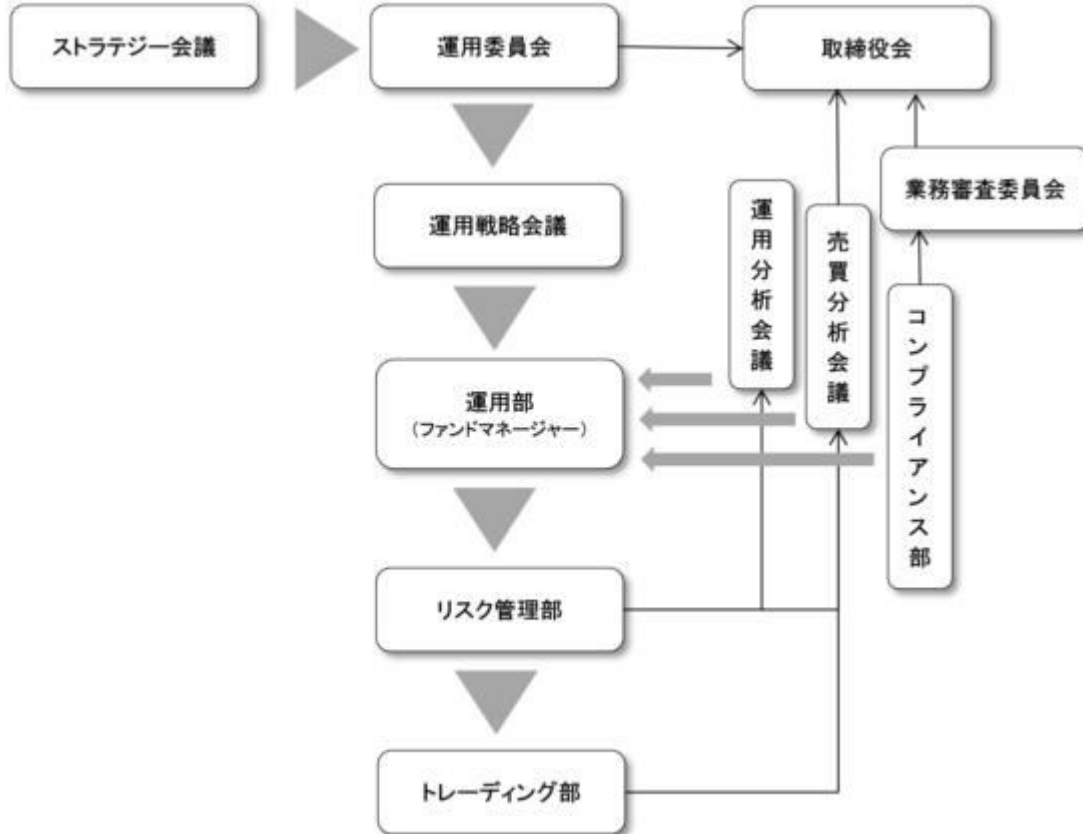 ストラテジー会議
運用委員会
取締役会
業務審査委員会
運用戦略会議
運用分析会議
売買分析会議
コンプライアンス部
運用部
(ファンドマネージャー)
リスク管理部
トレーディング部